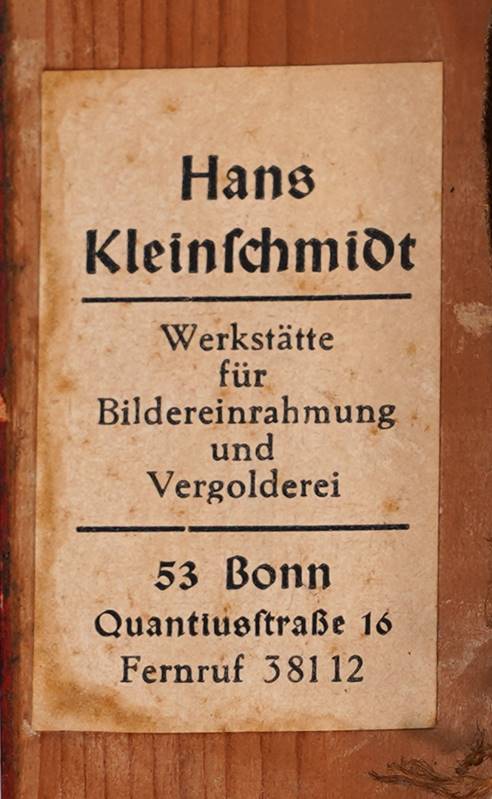 Hans
Kleinſchmidt
Werkstätte
für
Bildereinrahmung
und
Vergolderei
53 Bonn
Quantiusſtraße 16
Fernruf 38112